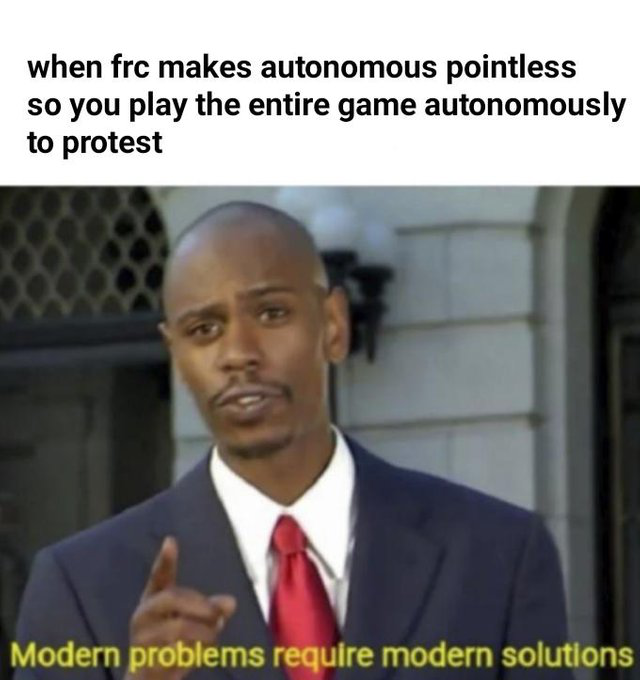 when frc makes autonomous pointless
so you play the entire game autonomously
to protest
Modern problems require modern solutions